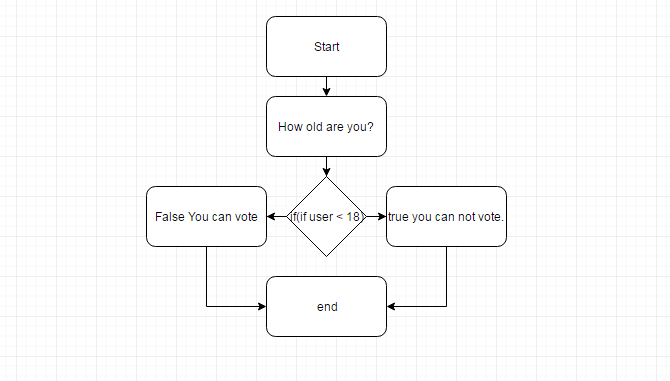 Start
How old are you?
False You can vote
if(if user < 18)
true you can not vote.
end